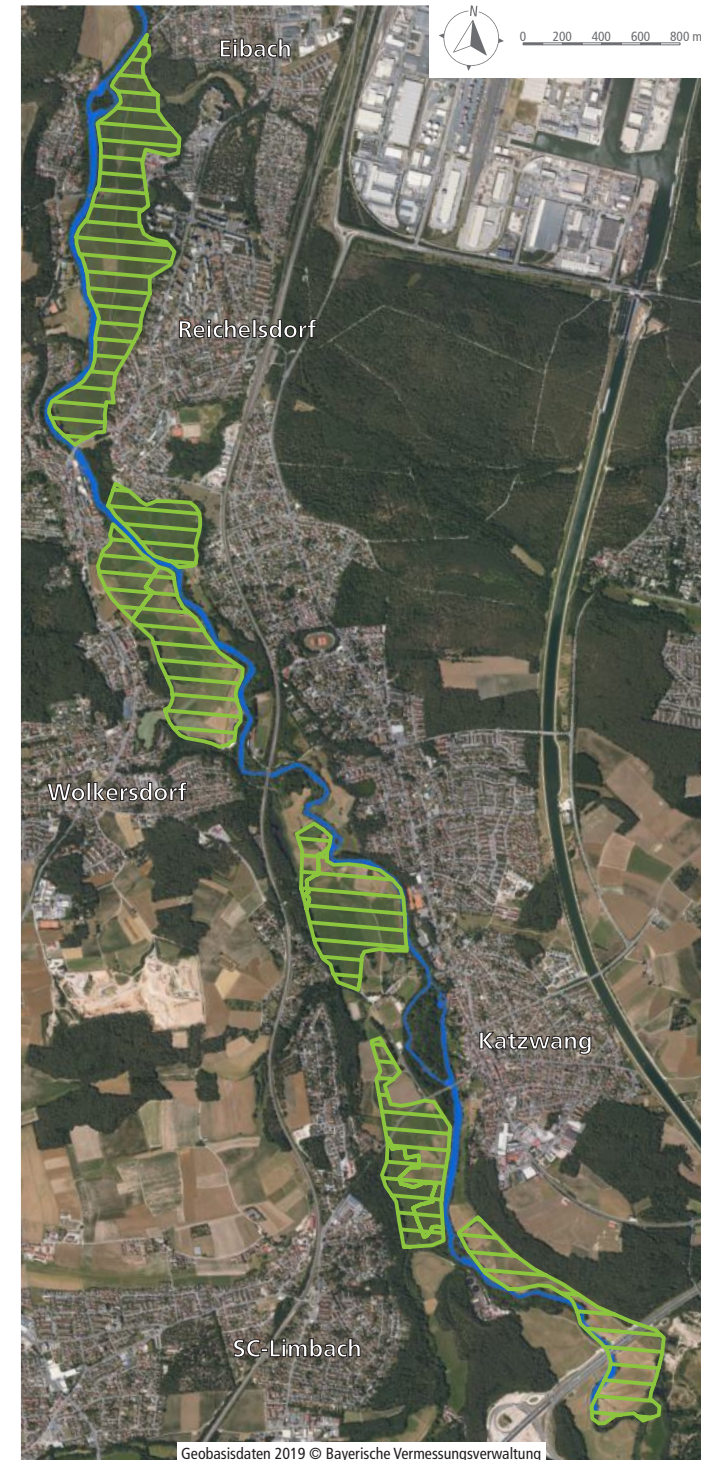 N
0 200 400 600 800 m
Eibach
Reichelsdorf
Wolkersdorf
Katzwang
SC-Limbach
Geobasisdaten 2019 © Bayerische Vermessungsverwaltung